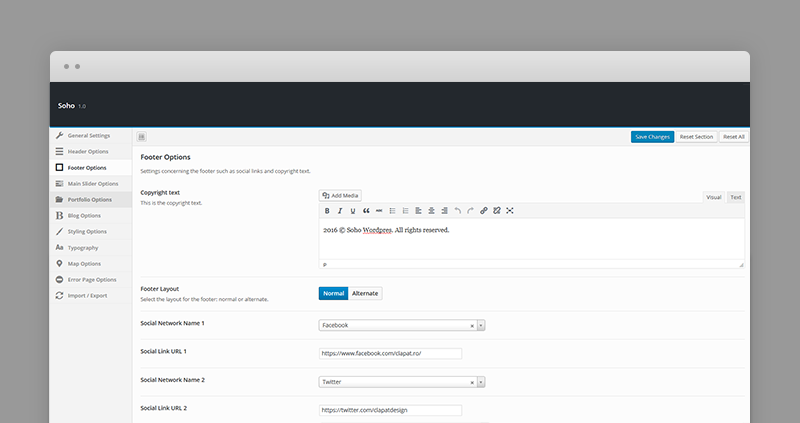 Soho 1.0
General Settings
Header Options
Footer Options
Main Slider Options
Portfolio Options
Blog Options
Styling Options
Typography
Map Options
Error Page Options
Import / Export
Save Changes Reset Section Reset All
Footer Options
Settings concerning the footer such as social links and copyright text.
Copyright text
This is the copyright text.
Add Media
Visual Text
B I U ABC
2016 © Soho Wordpres. All rights reserved.
p
Footer Layout
Select the layout for the footer: normal or alternate.
Normal Alternate
Social Network Name 1
Facebook
Social Link URL 1
https://www.facebook.com/clapat.ro/
Social Network Name 2
Twitter
Social Link URL 2
https://twitter.com/clapatdesign